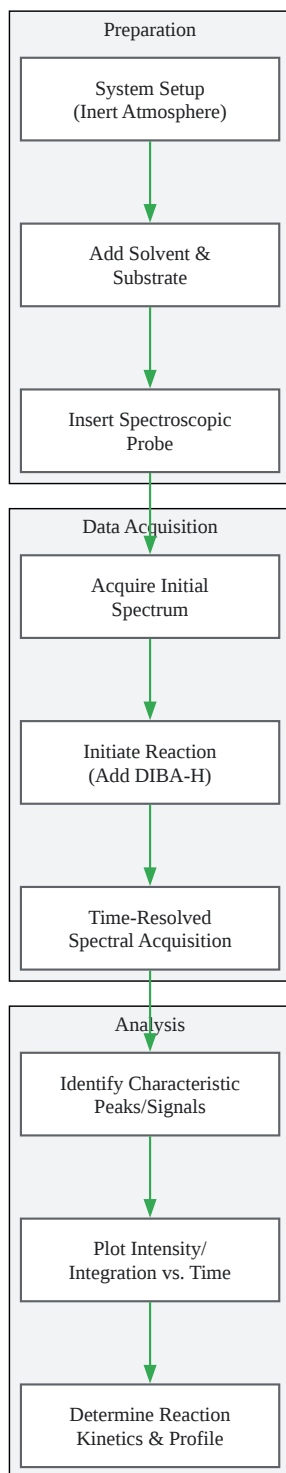 Preparation
System Setup
(Inert Atmosphere)
Add Solvent &
Substrate
Insert Spectroscopic
Probe
Data Acquisition
Acquire Initial
Spectrum
Initiate Reaction
(Add DIBA-H)
Time-Resolved
Spectral Acquisition
Analysis
Identify Characteristic
Peaks/Signals
Plot Intensity/
Integration vs. Time
Determine Reaction
Kinetics & Profile